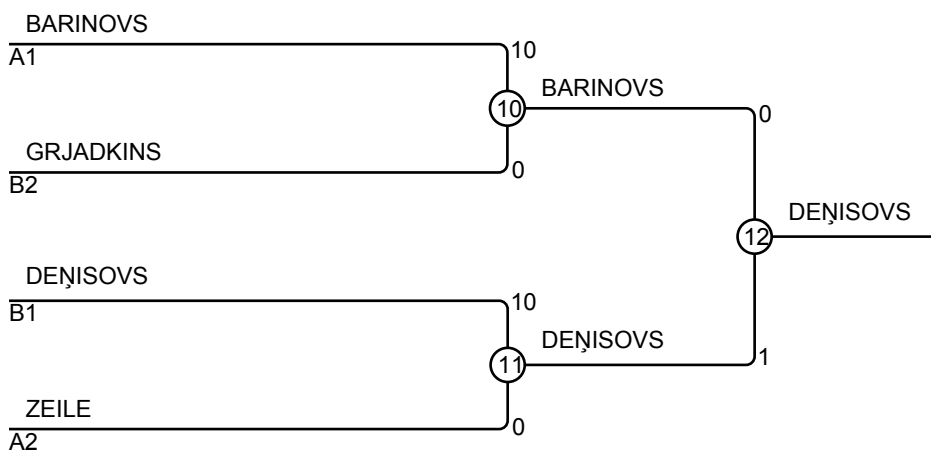 BARINOVS
A1
10
10
BARINOVS
0
GRJADKINS
B2
0
12
DEŅISOVS
DEŅISOVS
B1
10
11
DEŅISOVS
1
ZEILE
A2
0